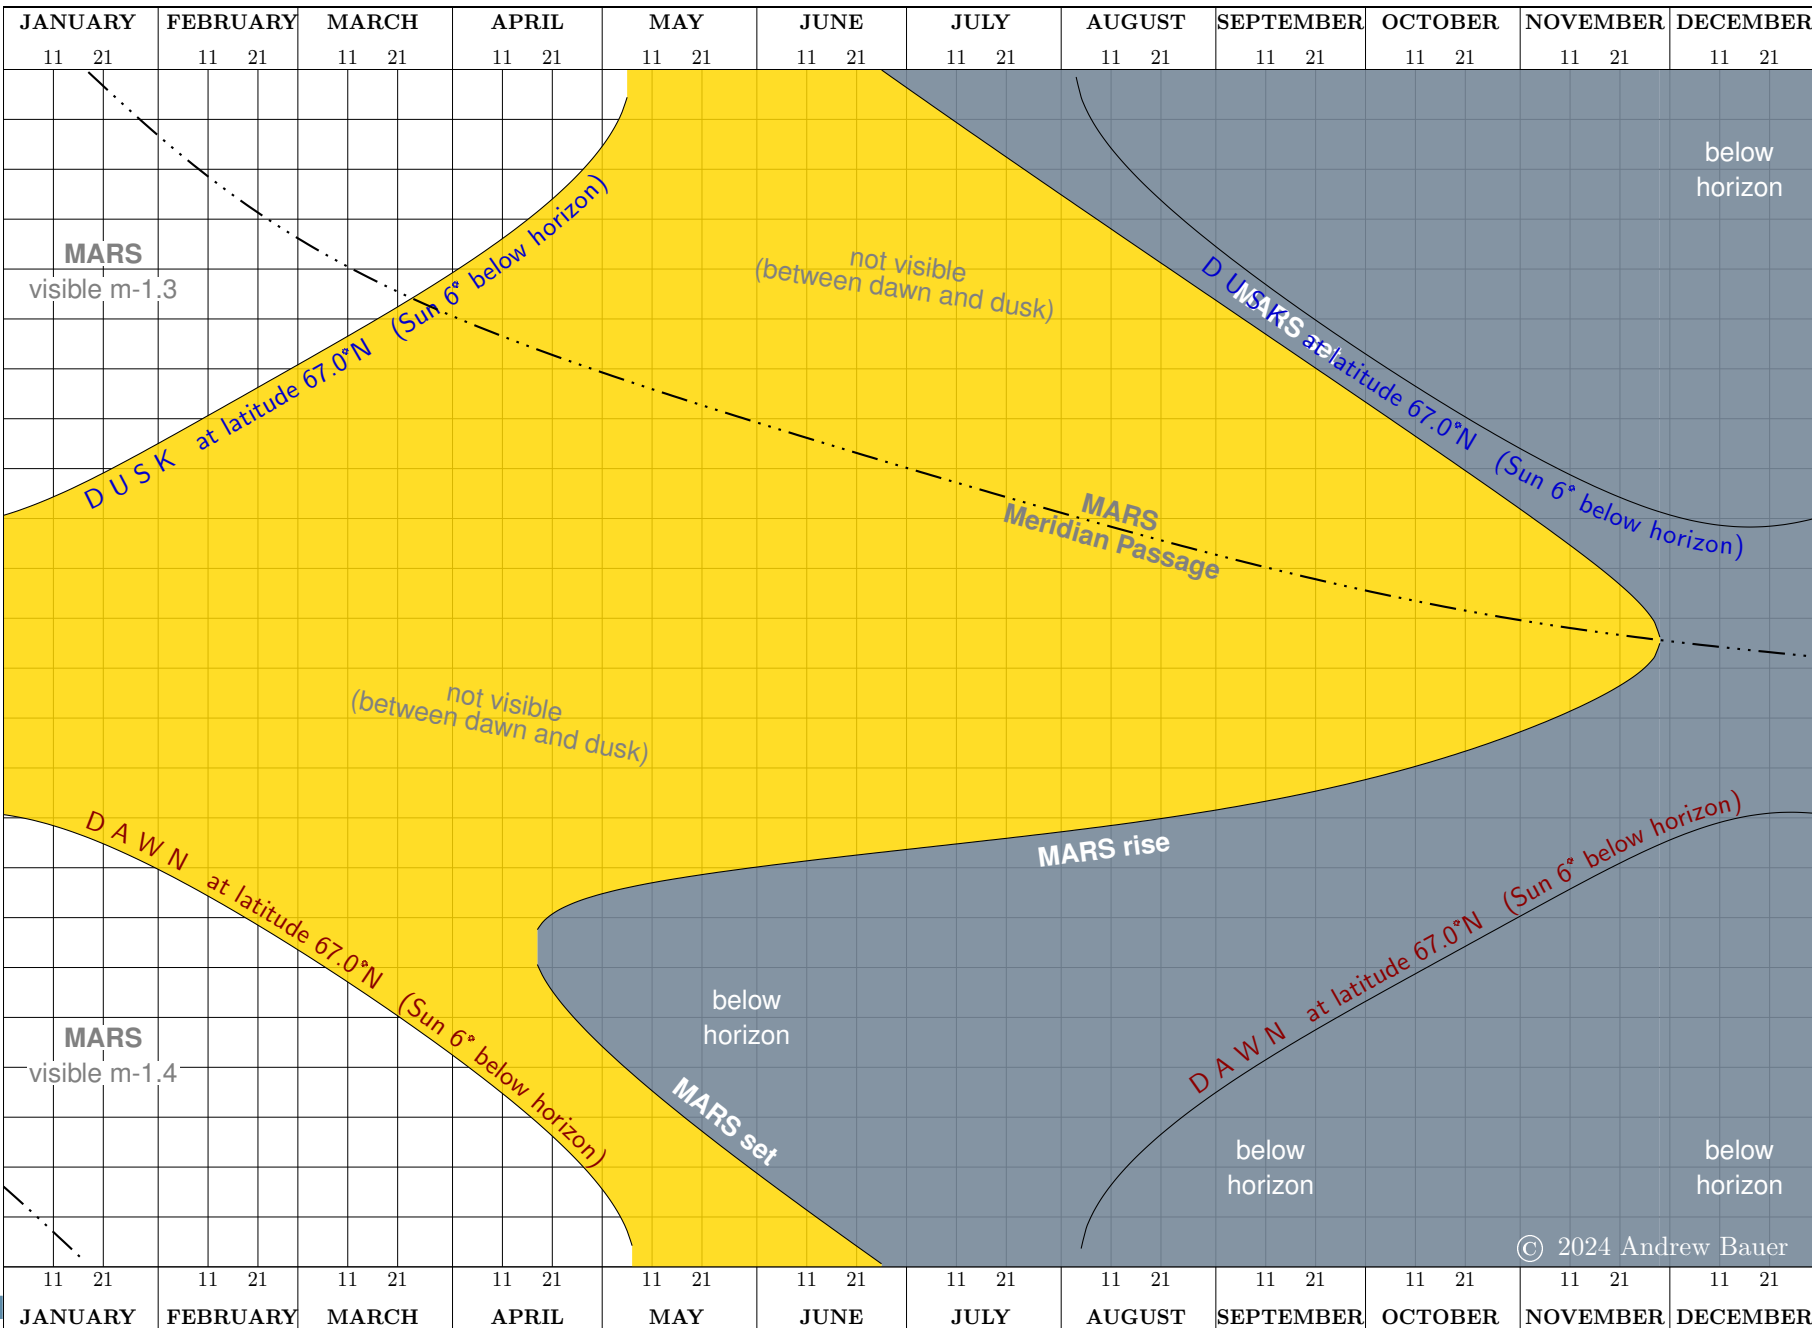 JANUARY FEBRUARY MARCH APRIL MAY JUNE JULY AUGUST SEPTEMBER OCTOBER NOVEMBER DECEMBER
11 21 11 21 11 21 11 21 11 21 11 21 11 21 11 21 11 21 11 21 11 21 11 21
below
horizon
MARS
visible m-1.3
DUSK at latitude 67.0°N (Sun 6° below horizon)
not visible
(between dawn and dusk)
MARS set
DUSK at latitude 67.0°N (Sun 6° below horizon)
MARS
Meridian Passage
not visible
(between dawn and dusk)
MARS rise
DAWN at latitude 67.0°N (Sun 6° below horizon)
DAWN at latitude 67.0°N (Sun 6° below horizon)
below
horizon
MARS
visible m-1.4
MARS set
below
horizon
below
horizon
© 2024 Andrew Bauer
11 21 11 21 11 21 11 21 11 21 11 21 11 21 11 21 11 21 11 21 11 21 11 21
JANUARY FEBRUARY MARCH APRIL MAY JUNE JULY AUGUST SEPTEMBER OCTOBER NOVEMBER DECEMBER